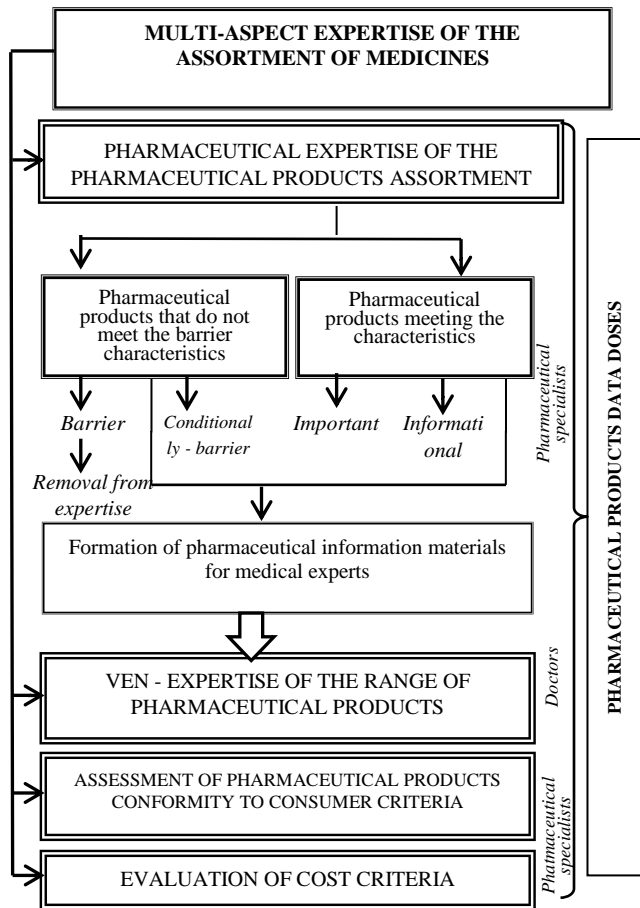 MULTI-ASPECT EXPERTISE OF THE
ASSORTMENT OF MEDICINES
PHARMACEUTICAL EXPERTISE OF THE
PHARMACEUTICAL PRODUCTS ASSORTMENT
Pharmaceutical
products that do not
meet the barrier
characteristics
Pharmaceutical
products meeting the
characteristics
Barrier
Conditional
ly - barrier
Important
Informati
onal
Removal from
expertise
Pharmaceutical
specialists
Formation of pharmaceutical information materials
for medical experts
VEN - EXPERTISE OF THE RANGE OF
PHARMACEUTICAL PRODUCTS
Doctors
ASSESSMENT OF PHARMACEUTICAL PRODUCTS
CONFORMITY TO CONSUMER CRITERIA
EVALUATION OF COST CRITERIA
Phatmaceutical
specialists
PHARMACEUTICAL PRODUCTS DATA DOSES